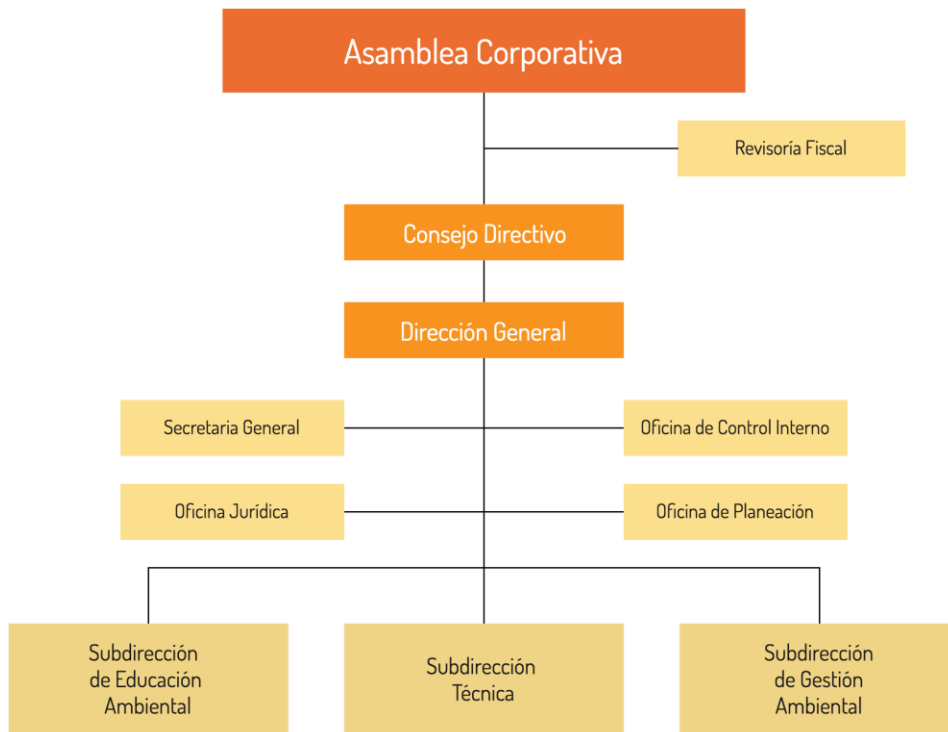 Asamblea Corporativa
Revisoría Fiscal
Consejo Directivo
Dirección General
Secretaria General
Oficina de Control Interno
Oficina Jurídica
Oficina de Planeación
Subdirección
de Educación
Ambiental
Subdirección
Técnica
Subdirección
de Gestión
Ambiental